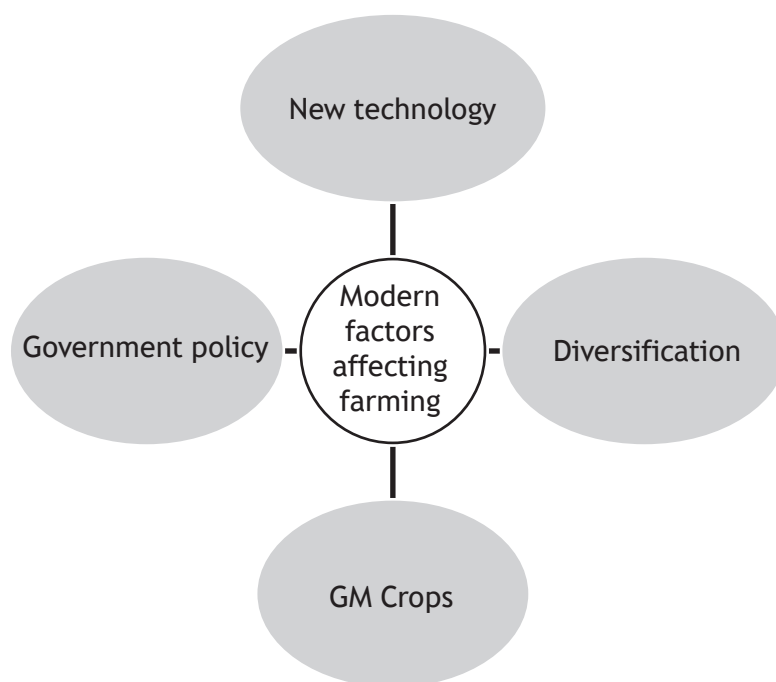 New technology
Government policy
Modern
factors
affecting
farming
Diversification
GM Crops